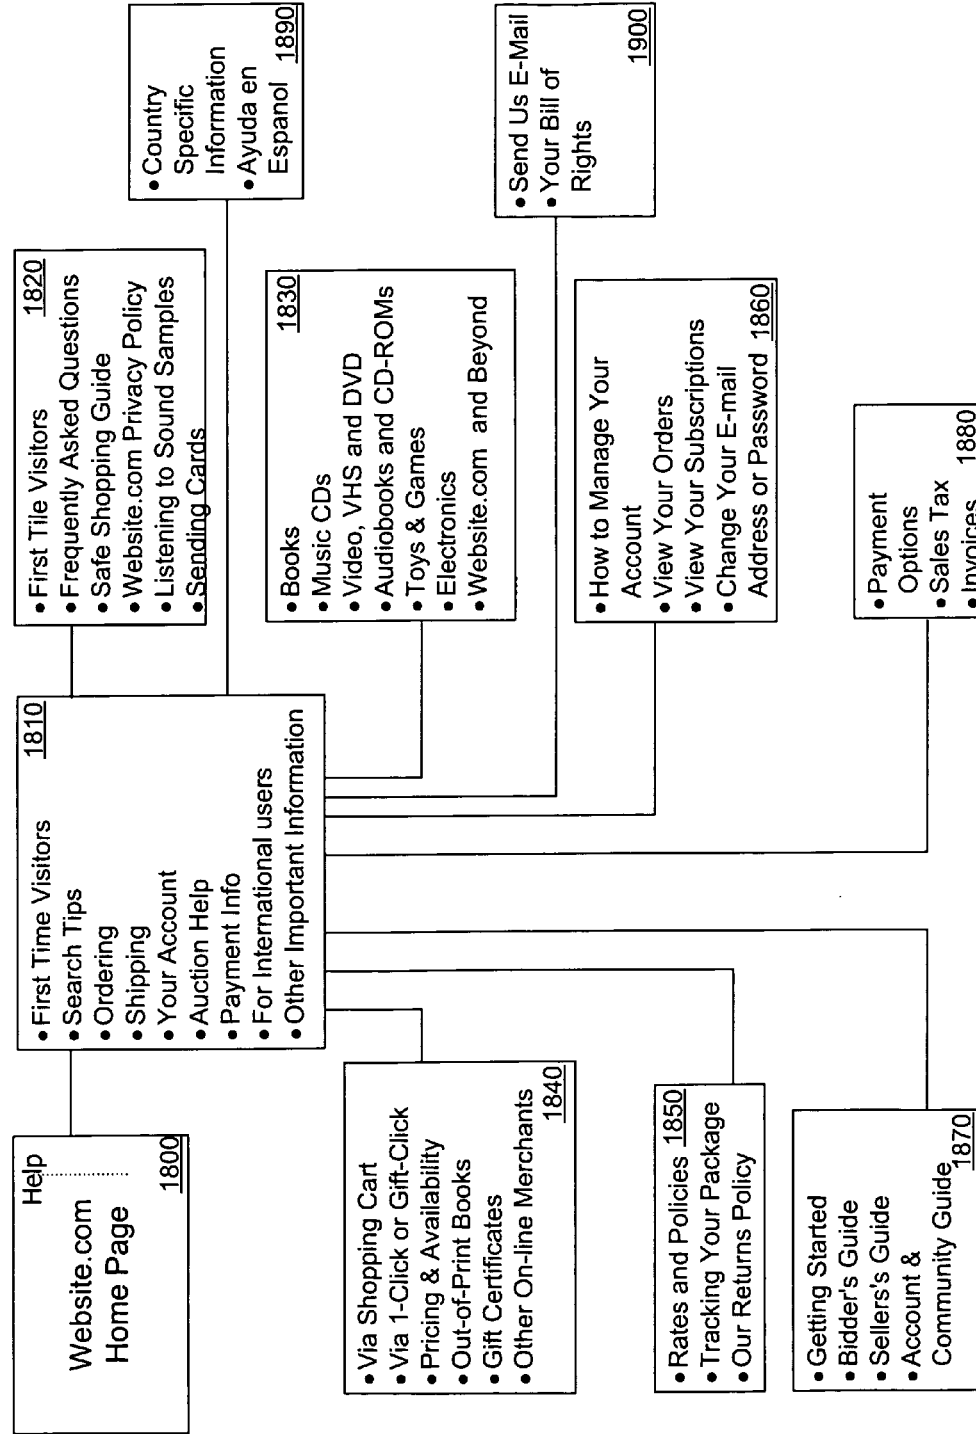 Help
Website.com
Home Page
1800
• First Time Visitors
1810
• Search Tips
• Ordering
• Shipping
• Your Account
• Auction Help
• Payment Info
• For International users
• Other Important Information
• First Tile Visitors
1820
• Frequently Asked Questions
• Safe Shopping Guide
• Website.com Privacy Policy
• Listening to Sound Samples
• Sending Cards
• Country
Specific
Information
• Ayuda en
Espanol
1890
• Books
1830
• Music CDs
• Video, VHS and DVD
• Audiobooks and CD-ROMs
• Toys & Games
• Electronics
• Website.com and Beyond
• Send Us E-Mail
• Your Bill of
Rights
1900
• Via Shopping Cart
• Via 1-Click or Gift-Click
• Pricing & Availability
• Out-of-Print Books
• Gift Certificates
• Other On-line Merchants
1840
• How to Manage Your
Account
• View Your Orders
• View Your Subscriptions
• Change Your E-mail
Address or Password 1860
• Rates and Policies 1850
• Tracking Your Package
• Our Returns Policy
• Getting Started
• Bidder's Guide
• Sellers's Guide
• Account &
Community Guide
1870
• Payment
Options
• Sales Tax
• Invoices 1880